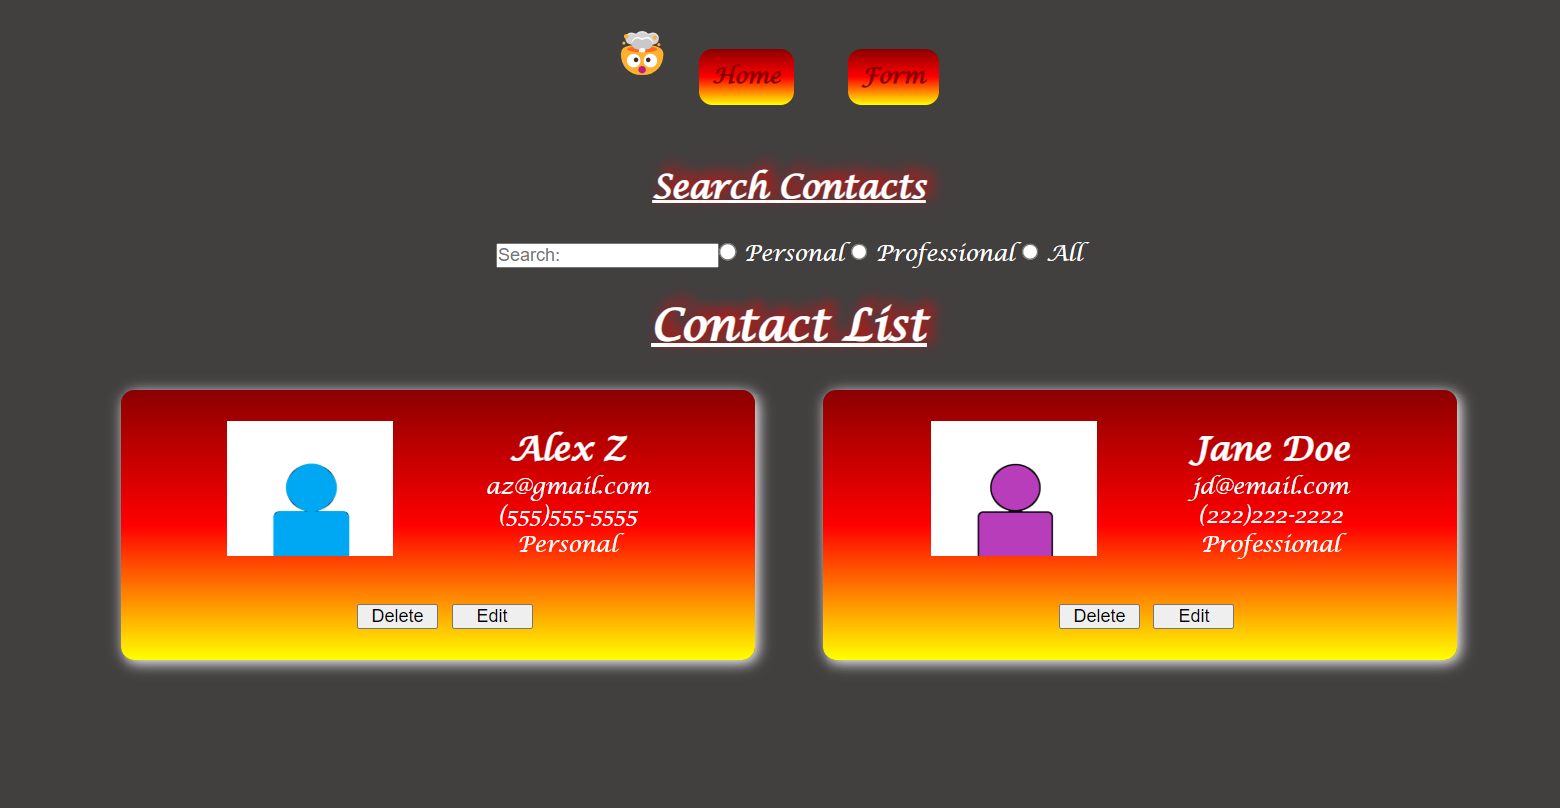 Home Form
Search Contacts
Search: Personal Professional All
Contact List
Alex Z
az@gmail.com
(555)555-5555
Personal
Delete Edit
Jane Doe
jd@email.com
(222)222-2222
Professional
Delete Edit